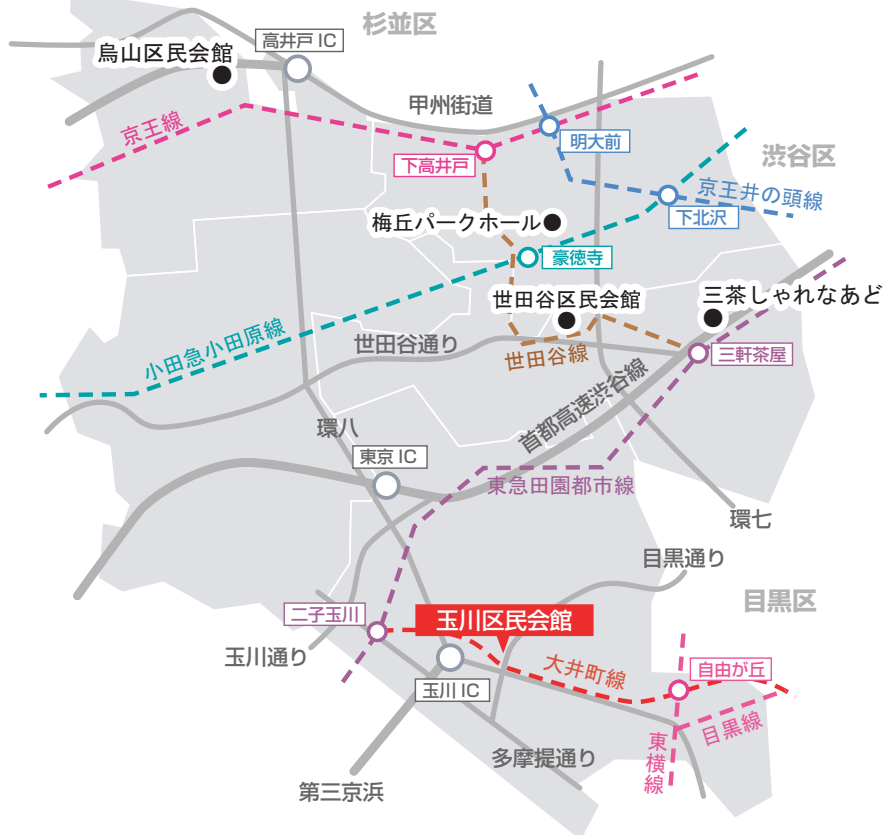 杉並区
高井戸 IC
烏山区民会館
甲州街道
京王線
明大前
下高井戸
渋谷区
京王井の頭線
下北沢
梅丘パークホール
豪徳寺
世田谷区民会館
三茶しゃれなあど
小田急小田原線
世田谷通り
世田谷線
三軒茶屋
首都高速渋谷線
環八
東京 IC
東急田園都市線
環七
目黒通り
目黒区
二子玉川
玉川区民会館
玉川通り
大井町線
自由が丘
玉川 IC
目黒線
東横線
多摩提通り
第三京浜